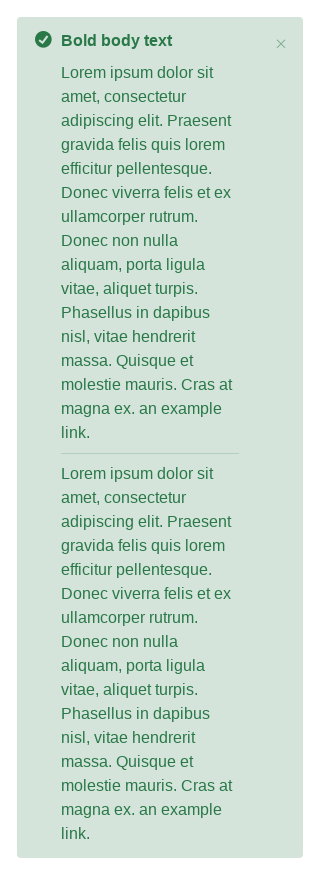 Bold body text
×
Lorem ipsum dolor sit
amet, consectetur
adipiscing elit. Praesent
gravida felis quis lorem
efficitur pellentesque.
Donec viverra felis et ex
ullamcorper rutrum.
Donec non nulla
aliquam, porta ligula
vitae, aliquet turpis.
Phasellus in dapibus
nisl, vitae hendrerit
massa. Quisque et
molestie mauris. Cras at
magna ex. an example
link.
Lorem ipsum dolor sit
amet, consectetur
adipiscing elit. Praesent
gravida felis quis lorem
efficitur pellentesque.
Donec viverra felis et ex
ullamcorper rutrum.
Donec non nulla
aliquam, porta ligula
vitae, aliquet turpis.
Phasellus in dapibus
nisl, vitae hendrerit
massa. Quisque et
molestie mauris. Cras at
magna ex. an example
link.